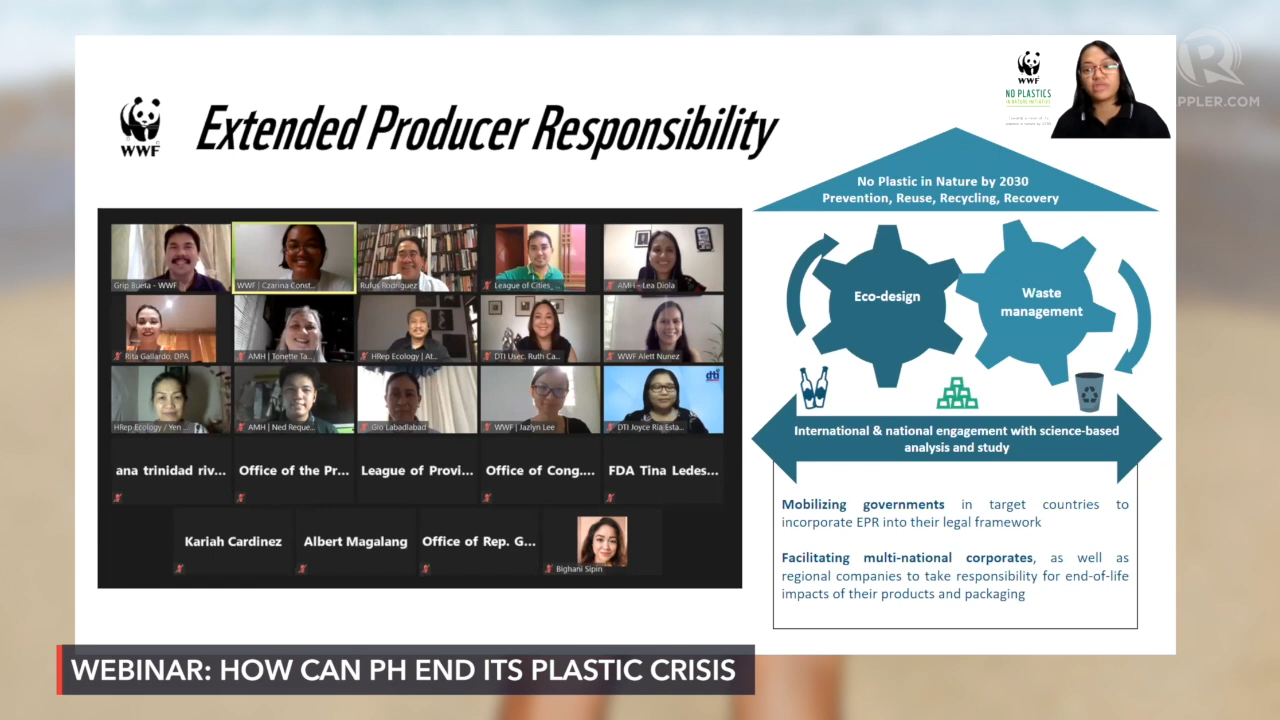 WWF
NO PLASTICS
IN NATURE INITIATIVE
R
PPLER.COM
WWF
Extended Producer Responsibility
No Plastic in Nature by 2030
Prevention, Reuse, Recycling, Recovery
Eco-design
Waste
management
International & national engagement with science-based
analysis and study
Mobilizing governments in target countries to
incorporate EPR into their legal framework
Facilitating multi-national corporates, as well as
regional companies to take responsibility for end-of-life
impacts of their products and packaging
Grip Bueta - WWF
WWF | Czarina Const...
Rufus Rodriguez
League of Cities_...
AMH - Lea Diola
Rita Gallardo, DPA
AMH | Tonette Ta...
HRep Ecology | At...
DTI Usec. Ruth Ca...
WWF Alett Nunez
dti
HRep Ecology / Yen ...
AMH | Ned Reque...
Gio Labadlabad
WWF | Jazlyn Lee
DTI Joyce Ria Esta...
ana trinidad riv...
Office of the Pr...
League of Provi...
Office of Cong....
FDA Tina Ledes...
Kariah Cardinez
Albert Magalang
Office of Rep. G...
Bighani Sipin
WEBINAR: HOW CAN PH END ITS PLASTIC CRISIS